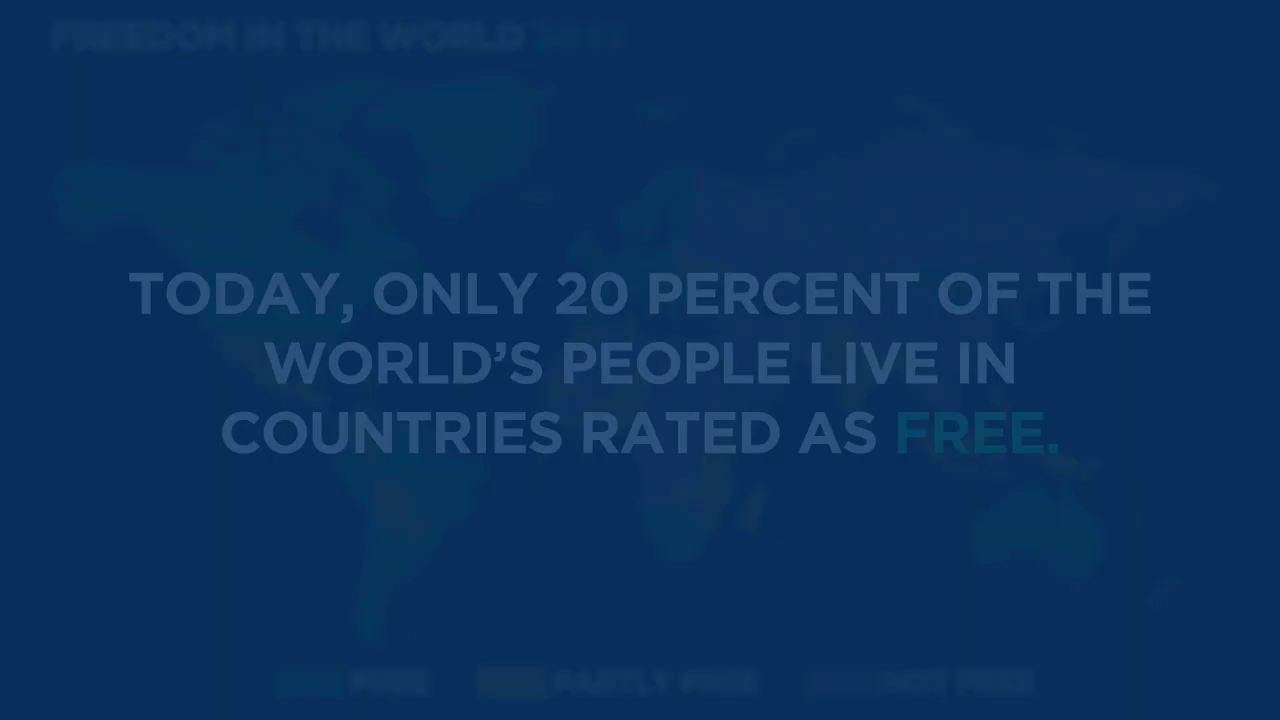 FREEDOM IN THE WORLD
TODAY, ONLY 20 PERCENT OF THE
WORLD’S PEOPLE LIVE IN
COUNTRIES RATED AS FREE.
FREE PARTLY FREE NOT FREE